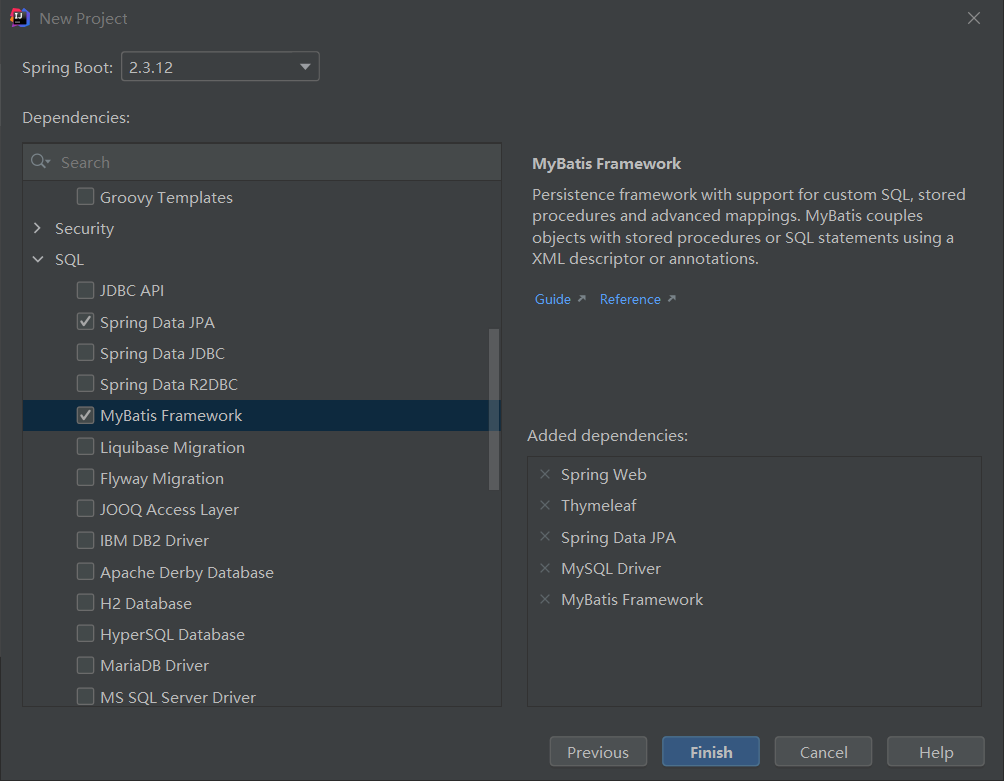 New Project
Spring Boot:
2.3.12
Dependencies:
Search
Groovy Templates
Security
SQL
JDBC API
Spring Data JPA
Spring Data JDBC
Spring Data R2DBC
MyBatis Framework
Liquibase Migration
Flyway Migration
JOOQ Access Layer
IBM DB2 Driver
Apache Derby Database
H2 Database
HyperSQL Database
MariaDB Driver
MS SQL Server Driver
MyBatis Framework
Persistence framework with support for custom SQL, stored
procedures and advanced mappings. MyBatis couples
objects with stored procedures or SQL statements using a
XML descriptor or annotations.
Guide
Reference
Added dependencies:
Spring Web
Thymeleaf
Spring Data JPA
MySQL Driver
MyBatis Framework
Previous
Finish
Cancel
Help